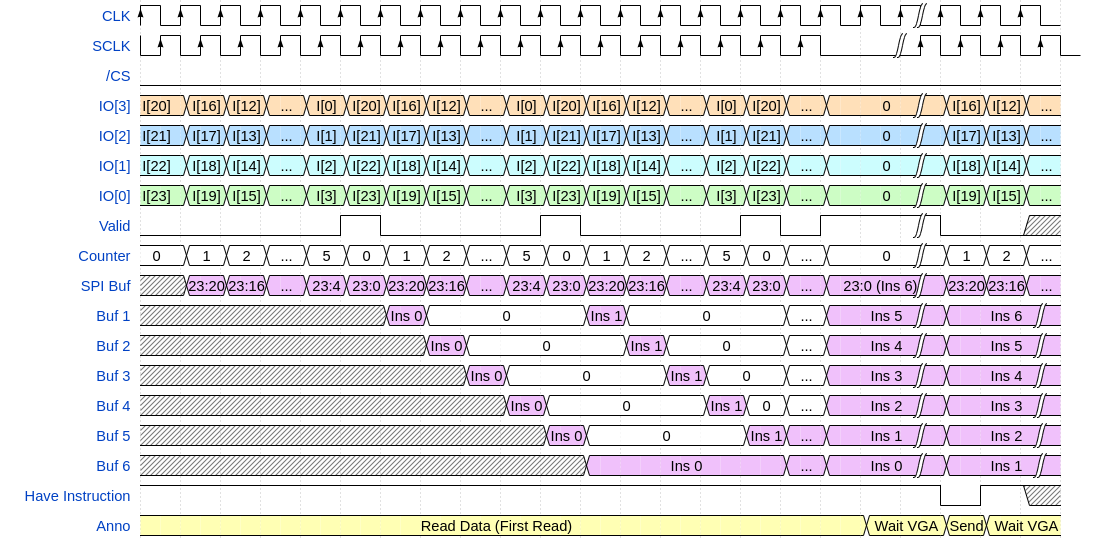 CLK
SCLK
/CS
IO[3] I[20] I[16] I[12] ... I[0] I[20] I[16] I[12] ... I[0] I[20] I[16] I[12] ... I[0] I[20] ... 0 I[16] I[12] ...
IO[2] I[21] I[17] I[13] ... I[1] I[21] I[17] I[13] ... I[1] I[21] I[17] I[13] ... I[1] I[21] ... 0 I[17] I[13] ...
IO[1] I[22] I[18] I[14] ... I[2] I[22] I[18] I[14] ... I[2] I[22] I[18] I[14] ... I[2] I[22] ... 0 I[18] I[14] ...
IO[0] I[23] I[19] I[15] ... I[3] I[23] I[19] I[15] ... I[3] I[23] I[19] I[15] ... I[3] I[23] ... 0 I[19] I[15] ...
Valid
Counter 0 1 2 ... 5 0 1 2 ... 5 0 1 2 ... 5 0 ... 0 1 2 ...
SPI Buf 23:20 23:16 ... 23:4 23:0 23:20 23:16 ... 23:4 23:0 23:20 23:16 ... 23:4 23:0 ... 23:0 (Ins 6) 23:20 23:16 ...
Buf 1 Ins 0 0 Ins 1 0 ... Ins 5 Ins 6
Buf 2 Ins 0 0 Ins 1 0 ... Ins 4 Ins 5
Buf 3 Ins 0 0 Ins 1 0 ... Ins 3 Ins 4
Buf 4 Ins 0 0 Ins 1 0 ... Ins 2 Ins 3
Buf 5 Ins 0 0 Ins 1 ... Ins 1 Ins 2
Buf 6 Ins 0 ... Ins 0 Ins 1
Have Instruction
Anno Read Data (First Read) Wait VGA Send Wait VGA